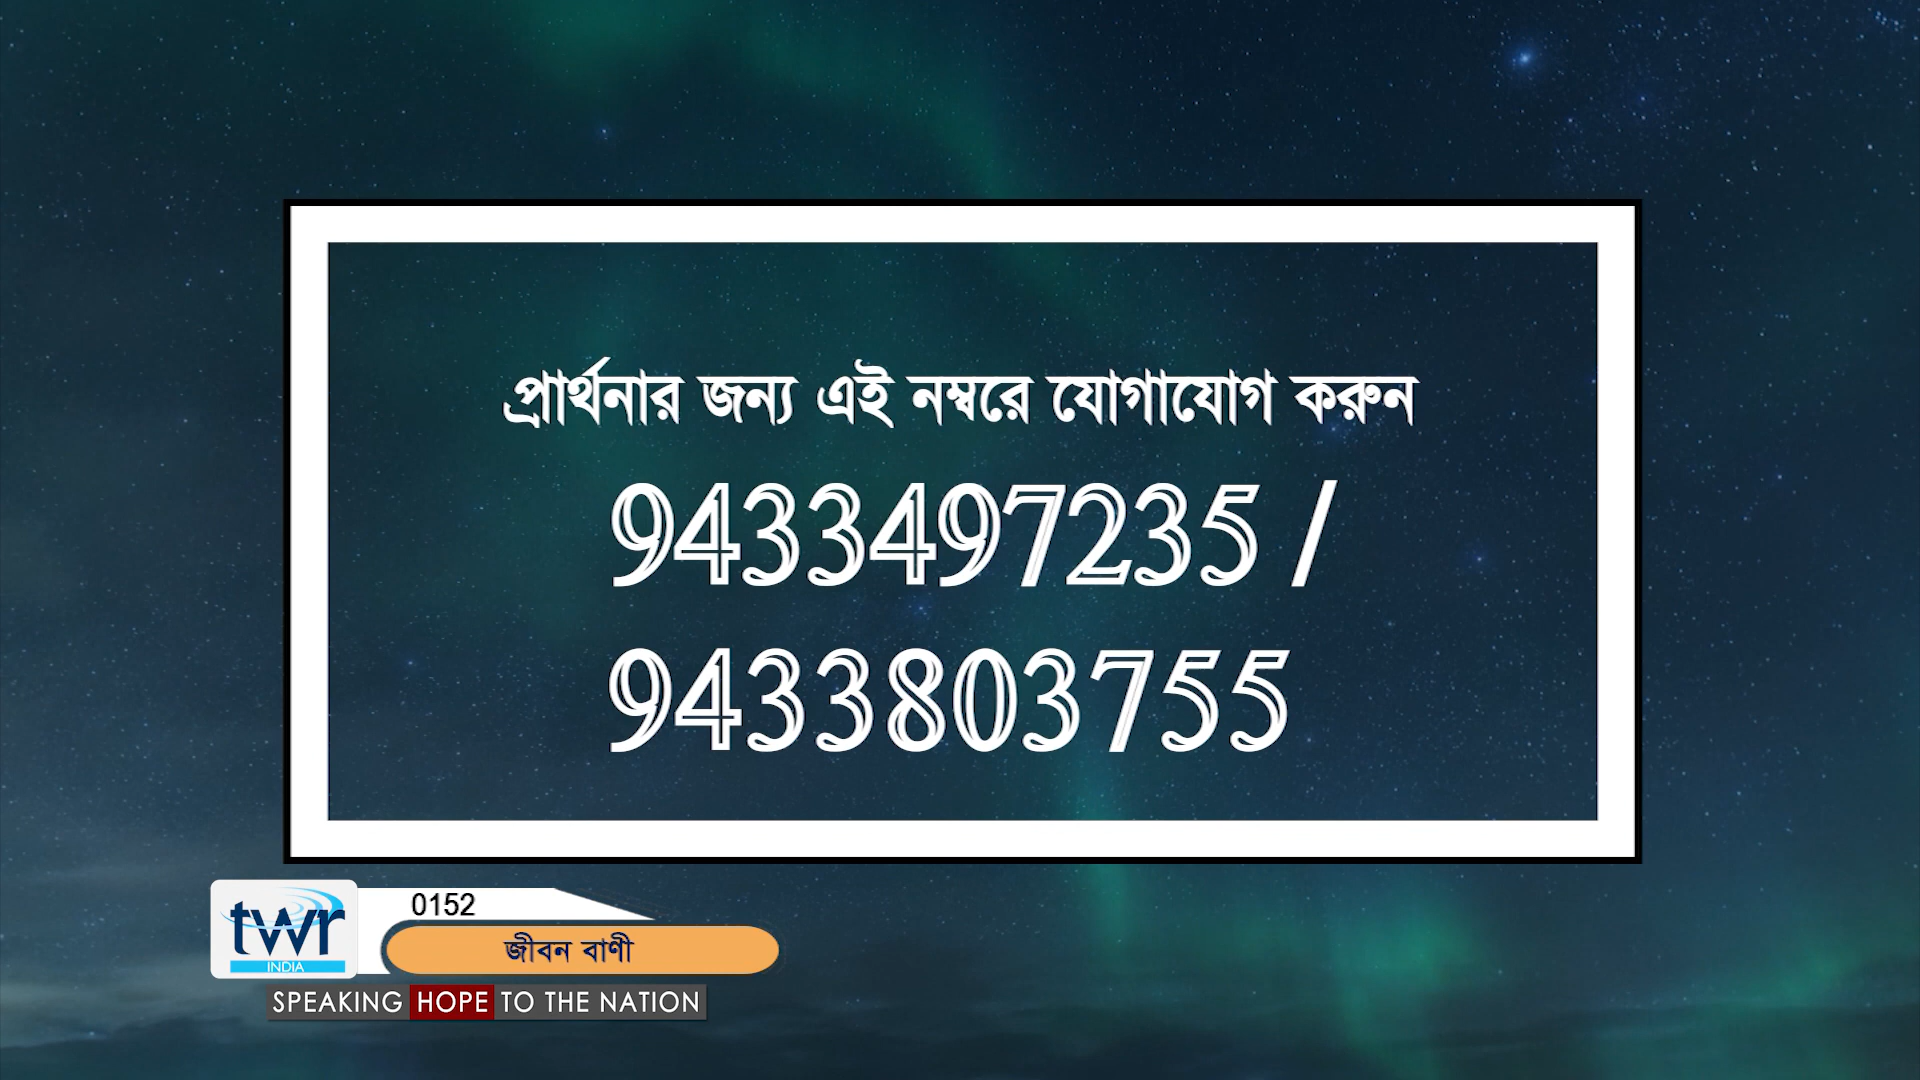 প্রার্থনার জন্য এই নম্বরে যোগাযোগ করুন
9433497235 /
9433803755
0152
twr
INDIA
জীবন বাণী
SPEAKING HOPE TO THE NATION